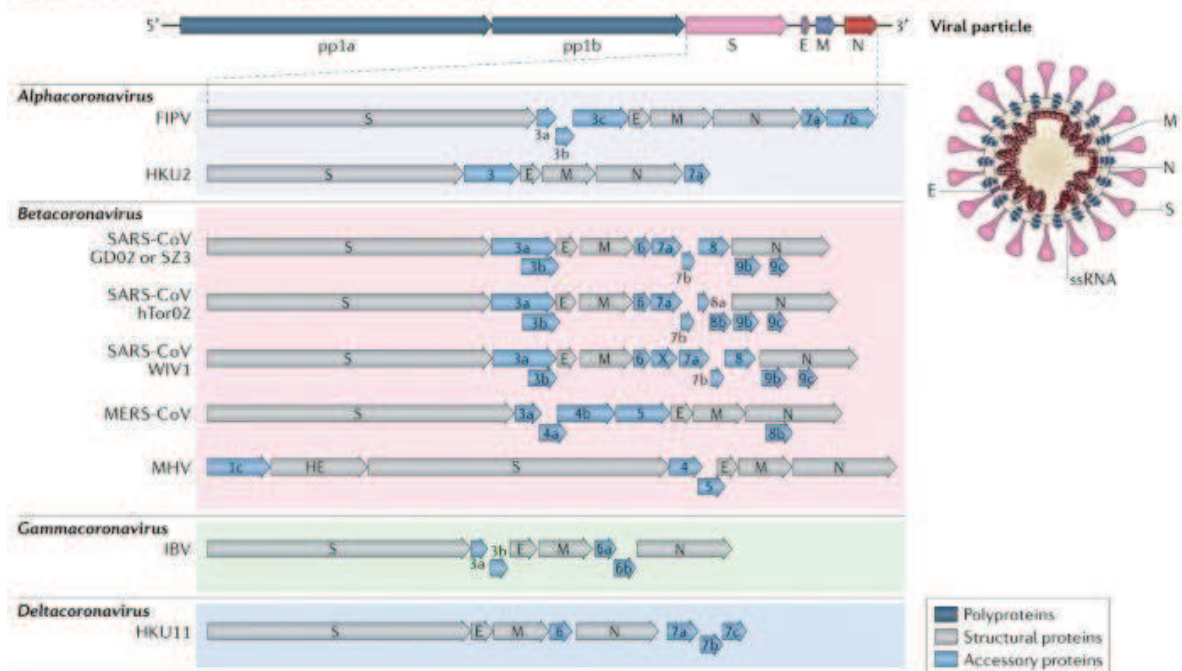 5′ 3′ Viral particle
pp1a pp1b S E M N
Alphacoronavirus
FIPV S 3a 3b 3c E M N 7a 7b
HKU2 S 3 E M N 7a
M
N
E
S
ssRNA
Betacoronavirus
SARS-CoV
GD02 or SZ3 S 3a 3b E M 6 7a 7b 8 N 9b 9c
SARS-CoV
hTor02 S 3a 3b E M 6 7a 7b 8a 8b N 9b 9c
SARS-CoV
WIV1 S 3a 3b E M 6 X 7a 7b 8 N 9b 9c
MERS-CoV S 3a 4a 4b 5 E M N 8b
MHV 1c HE S 4 5 E M N
Gammacoronavirus
IBV S 3a 3b E M 6a 6b N
Deltacoronavirus
HKU11 S E M 6 N 7a 7b 7c
Polyproteins
Structural proteins
Accessory proteins